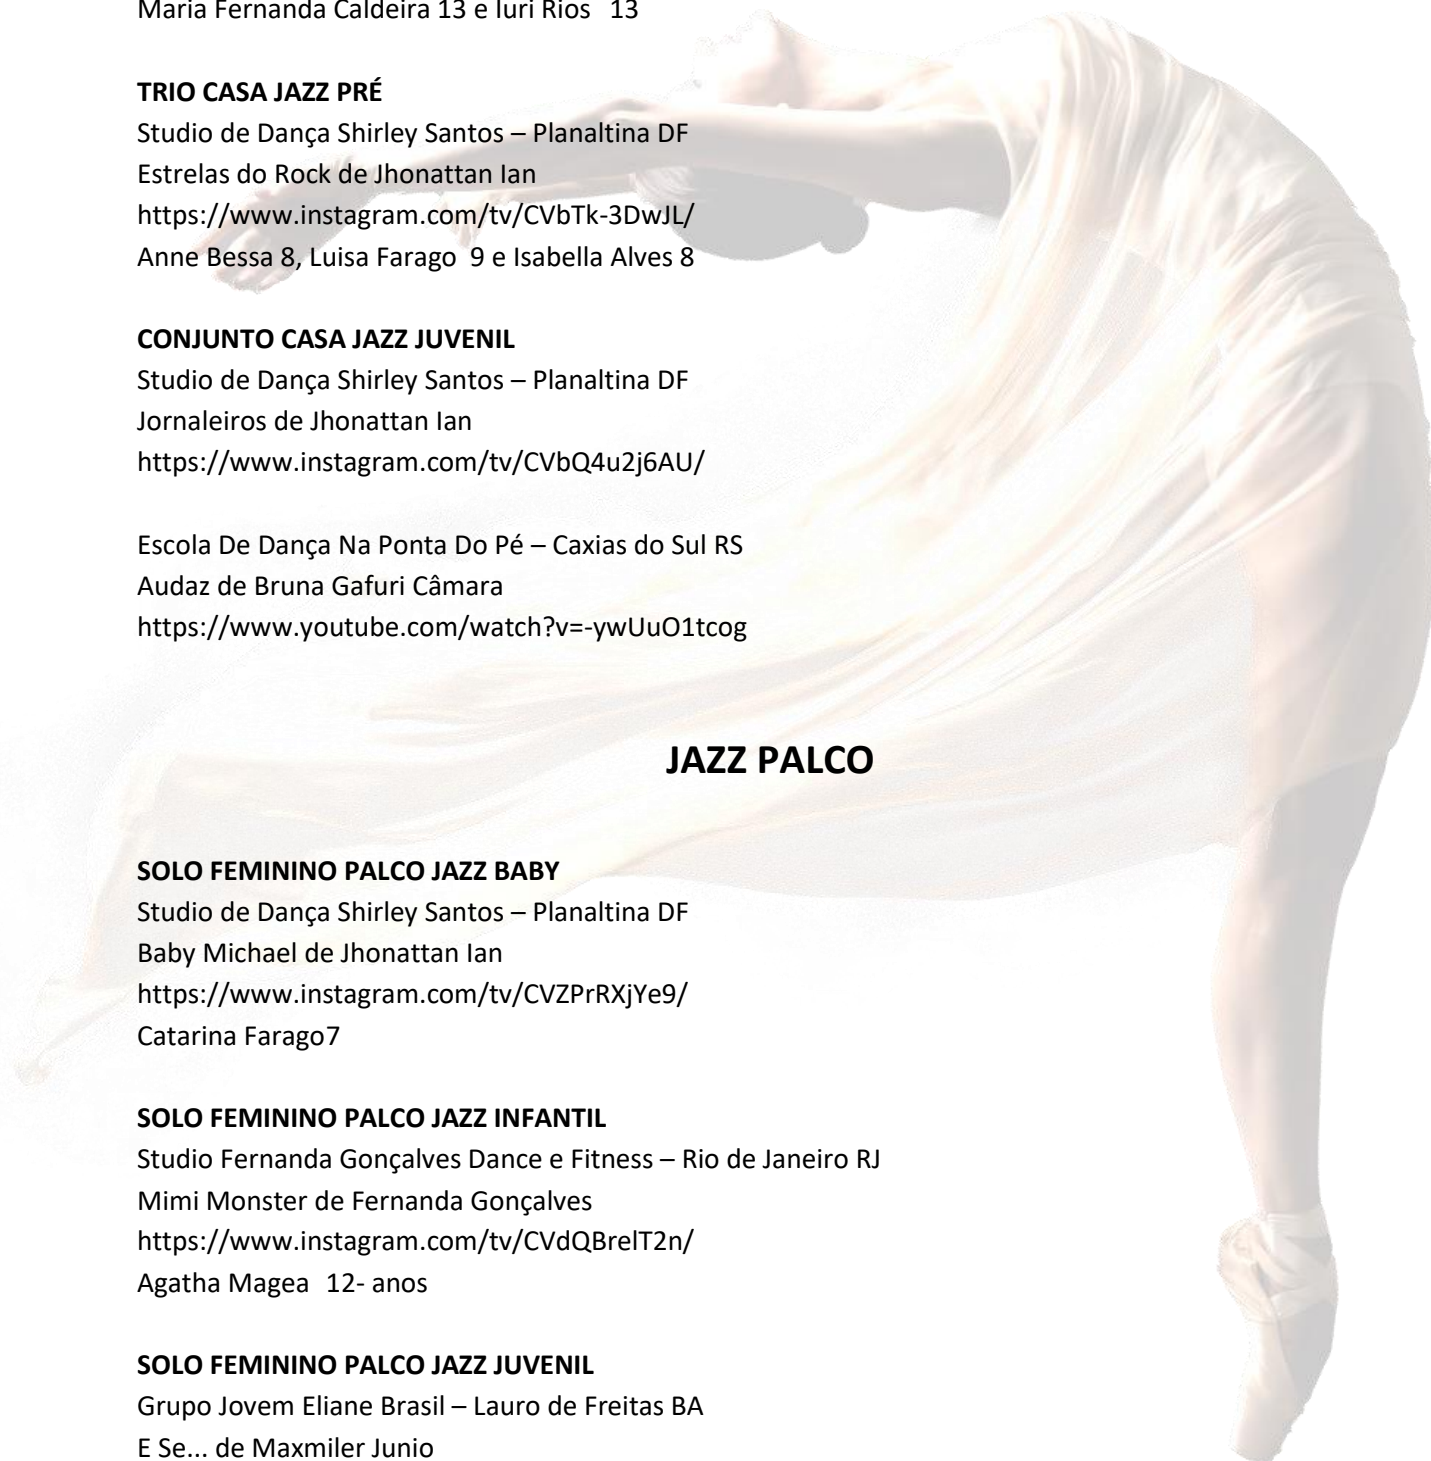 Maria Fernanda Caldeira 13 e Iuri Rios 13
TRIO CASA JAZZ PRÉ
Studio de Dança Shirley Santos – Planaltina DF
Estrelas do Rock de Jhonattan Ian
https://www.instagram.com/tv/CVbTk-3DwJL/
Anne Bessa 8, Luisa Farago 9 e Isabella Alves 8
CONJUNTO CASA JAZZ JUVENIL
Studio de Dança Shirley Santos – Planaltina DF
Jornaleiros de Jhonattan Ian
https://www.instagram.com/tv/CVbQ4u2j6AU/
Escola De Dança Na Ponta Do Pé – Caxias do Sul RS
Audaz de Bruna Gafuri Câmara
https://www.youtube.com/watch?v=-ywUuO1tcog
JAZZ PALCO
SOLO FEMININO PALCO JAZZ BABY
Studio de Dança Shirley Santos – Planaltina DF
Baby Michael de Jhonattan Ian
https://www.instagram.com/tv/CVZPrRXjYe9/
Catarina Farago7
SOLO FEMININO PALCO JAZZ INFANTIL
Studio Fernanda Gonçalves Dance e Fitness – Rio de Janeiro RJ
Mimi Monster de Fernanda Gonçalves
https://www.instagram.com/tv/CVdQBrelT2n/
Agatha Magea 12- anos
SOLO FEMININO PALCO JAZZ JUVENIL
Grupo Jovem Eliane Brasil – Lauro de Freitas BA
E Se... de Maxmiler Junio